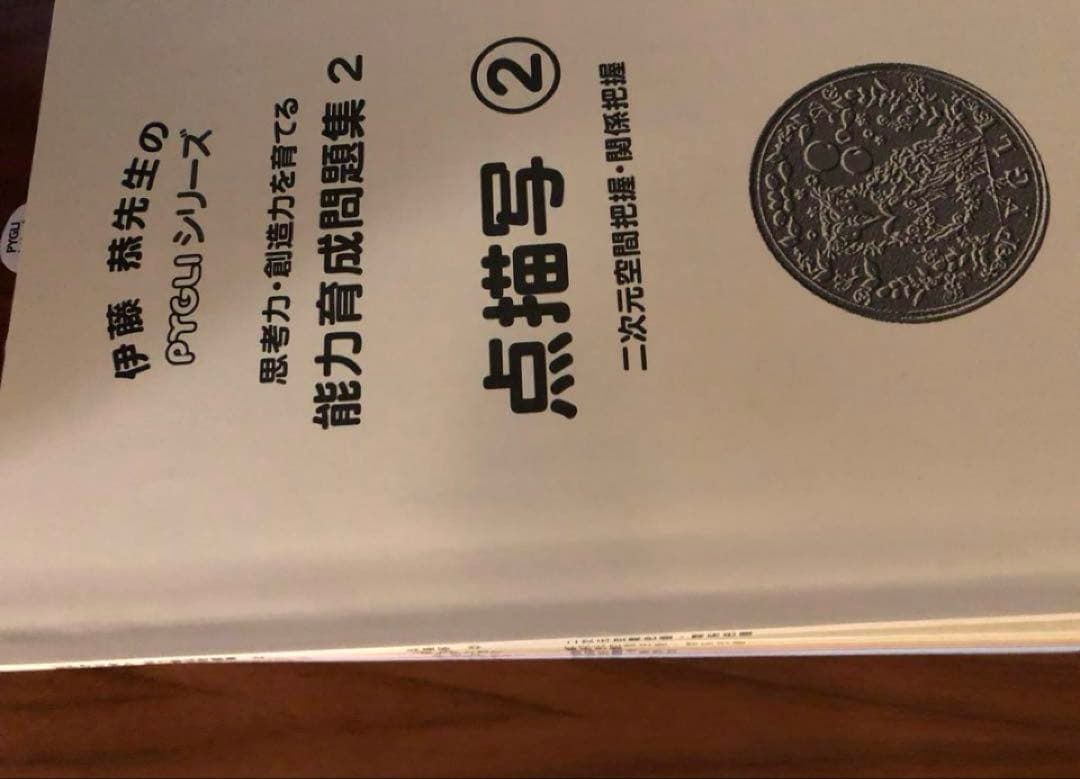 伊藤 恭先生の
PYGLIシリーズ
思考力・創造力を育てる
能力育成問題集 2
点描写 ②
二次元空間把握・関係把握
PYGLI